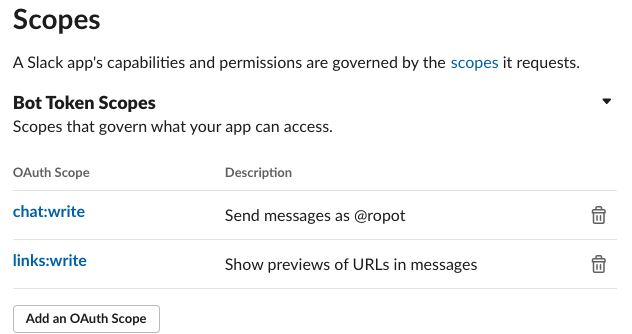 Scopes
A Slack app's capabilities and permissions are governed by the scopes it requests.
Bot Token Scopes
Scopes that govern what your app can access.
OAuth Scope Description
chat:write Send messages as @ropot
links:write Show previews of URLs in messages
Add an OAuth Scope